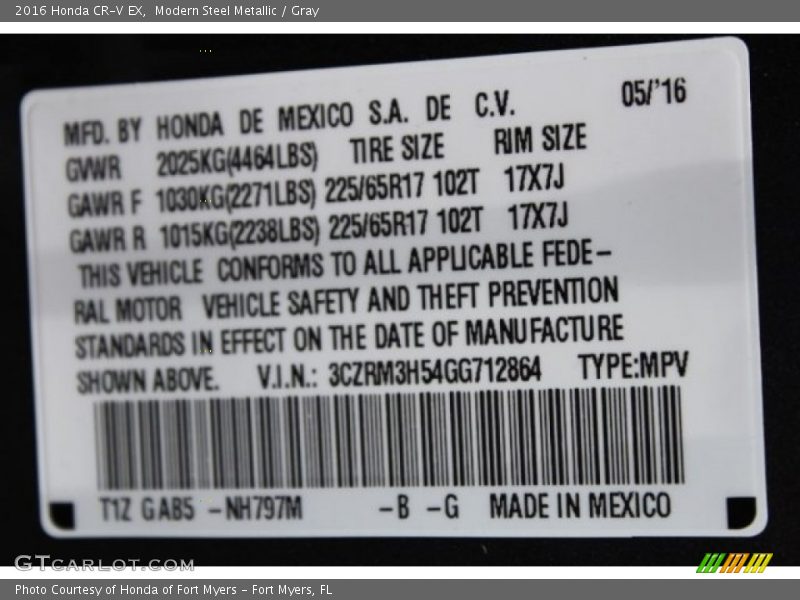 2016 Honda CR-V EX,  Modern Steel Metallic / Gray
MFD. BY HONDA DE MEXICO S.A. DE C.V. 05/'16
GVWR 2025KG(4464LBS) TIRE SIZE RIM SIZE
GAWR F 1030KG(2271LBS) 225/65R17 102T 17X7J
GAWR R 1015KG(2238LBS) 225/65R17 102T 17X7J
THIS VEHICLE CONFORMS TO ALL APPLICABLE FEDE-
RAL MOTOR VEHICLE SAFETY AND THEFT PREVENTION
STANDARDS IN EFFECT ON THE DATE OF MANUFACTURE
SHOWN ABOVE. V.I.N.: 3CZRM3H54GG712864 TYPE:MPV
T1Z GAB5 -NH797M -B -G MADE IN MEXICO
GTCARLOT.COM
Photo Courtesy of Honda of Fort Myers - Fort Myers, FL